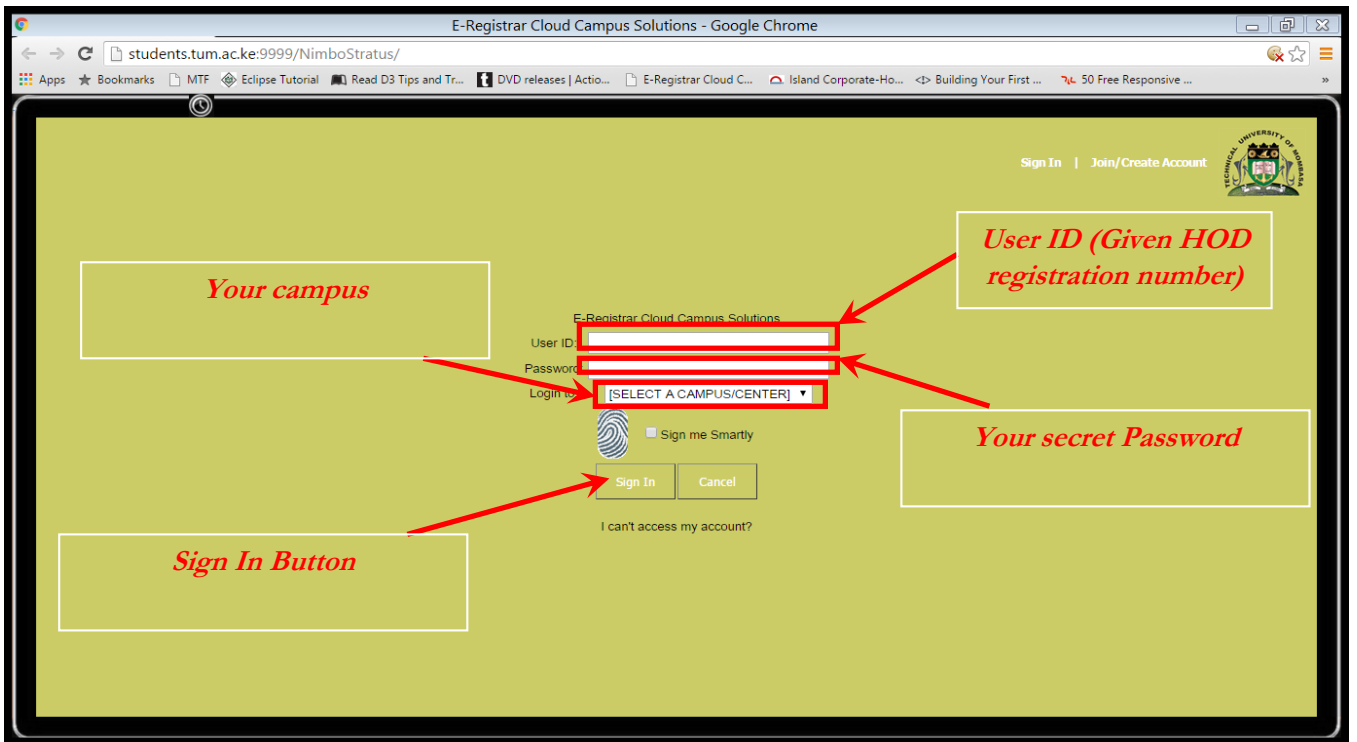 E-Registrar Cloud Campus Solutions - Google Chrome
students.tum.ac.ke:9999/NimboStratus/
Apps Bookmarks MTF Eclipse Tutorial Read D3 Tips and Tr... DVD releases | Actio... E-Registrar Cloud C... Island Corporate-Ho... Building Your First ... 50 Free Responsive ... »
Sign In | Join/Create Account
TECHNICAL UNIVERSITY OF MOMBASA
User ID (Given HOD
registration number)
Your campus
E-Registrar Cloud Campus Solutions
User ID:
Password:
Login to
[SELECT A CAMPUS/CENTER]
Sign me Smartly
Your secret Password
Sign In Cancel
I can't access my account?
Sign In Button